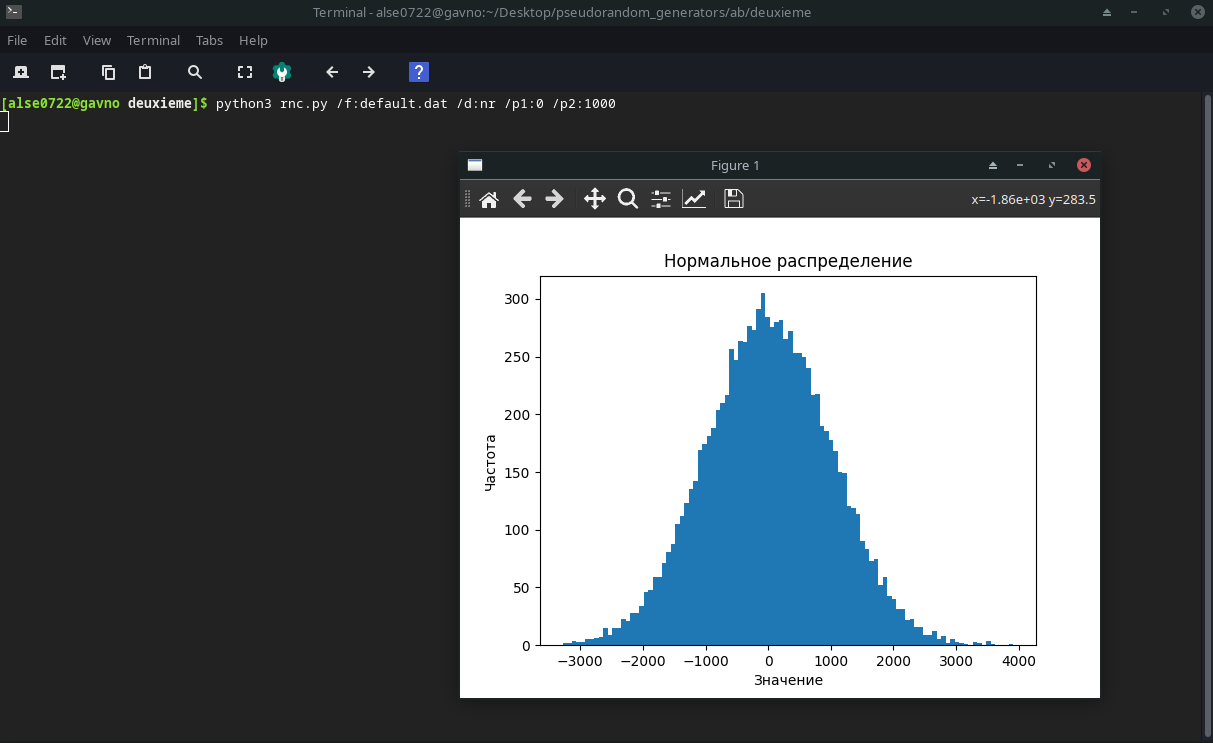 Terminal - alse0722@gavno:~/Desktop/pseudorandom_generators/ab/deuxieme
File Edit View Terminal Tabs Help
?
[alse0722@gavno deuxieme]$ python3 rnc.py /f:default.dat /d:nr /p1:0 /p2:1000
Figure 1
x=-1.86e+03 y=283.5
Нормальное распределение
300
250
200
150
100
50
0
Частота
−3000 −2000 −1000 0 1000 2000 3000 4000
Значение